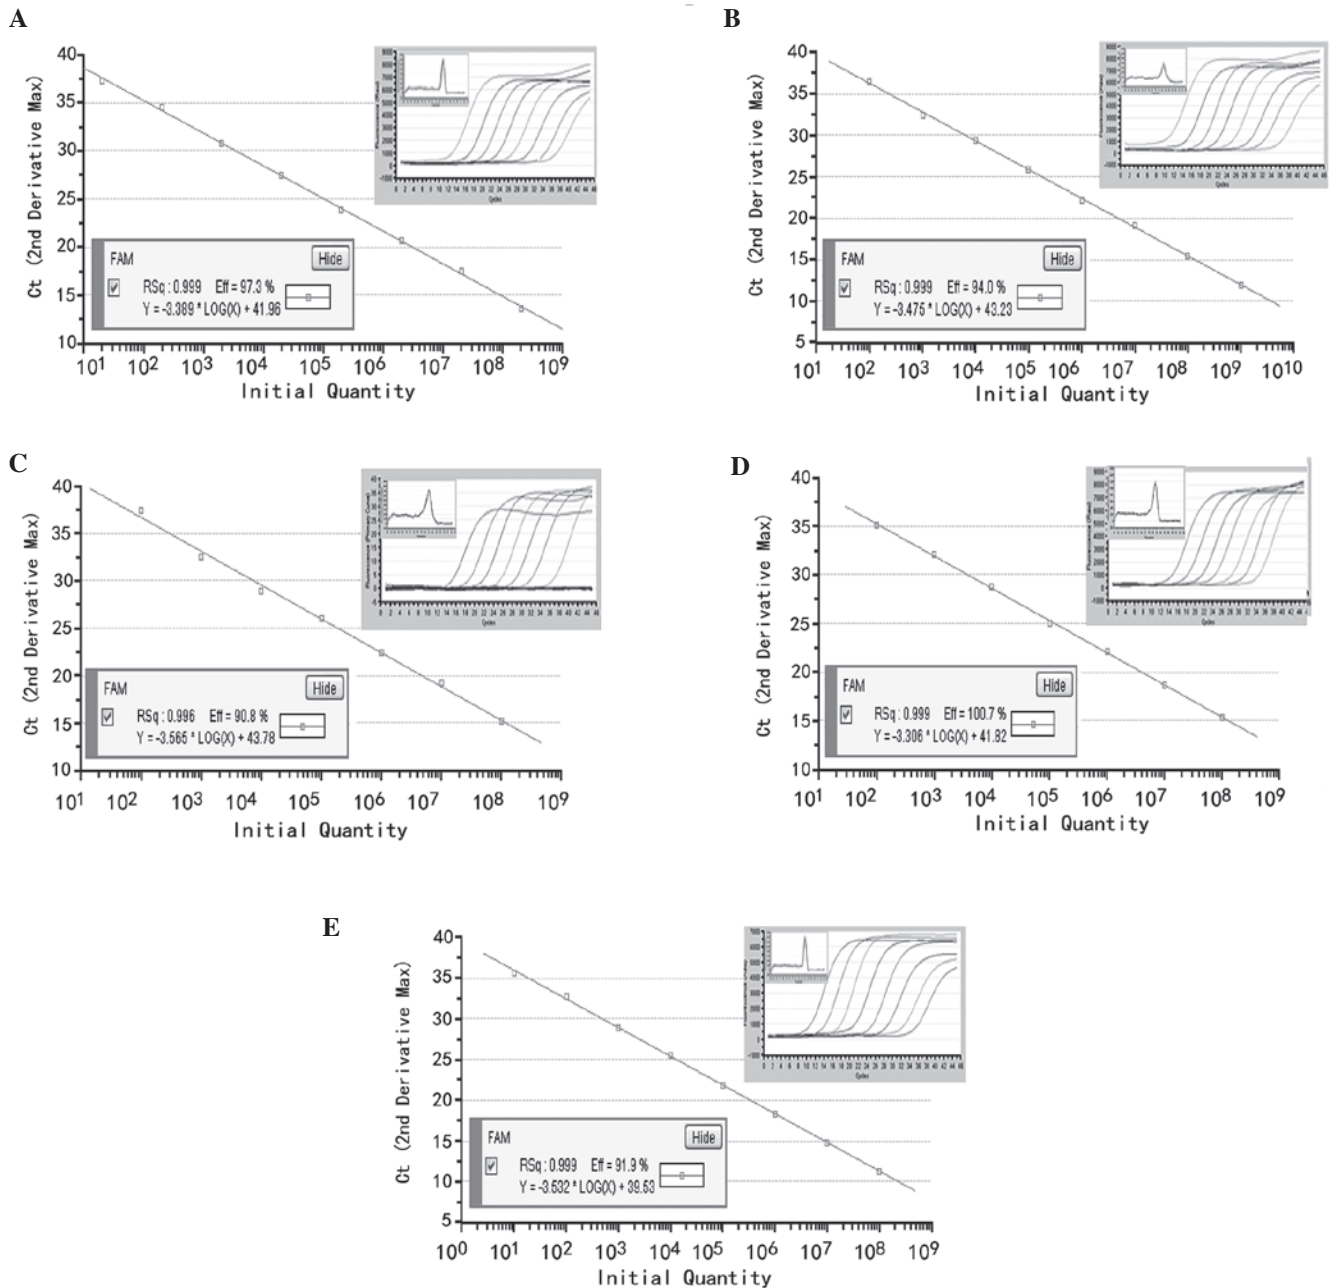 A
Ct (2nd Derivative Max)
40
35
30
25
20
15
10
FAM
Hide
RSq : 0.999 Eff = 97.3 %
Y = -3.389 * LOG(X) + 41.96
10¹ 10² 10³ 10⁴ 10⁵ 10⁶ 10⁷ 10⁸ 10⁹
Initial Quantity
Cycles
B
Ct (2nd Derivative Max)
40
35
30
25
20
15
10
5
FAM
Hide
RSq : 0.999 Eff = 94.0 %
Y = -3.475 * LOG(X) + 43.23
10¹ 10² 10³ 10⁴ 10⁵ 10⁶ 10⁷ 10⁸ 10⁹ 10¹⁰
Initial Quantity
Cycles
C
Ct (2nd Derivative Max)
40
35
30
25
20
15
10
FAM
Hide
RSq : 0.996 Eff = 90.8 %
Y = -3.565 * LOG(X) + 43.78
10¹ 10² 10³ 10⁴ 10⁵ 10⁶ 10⁷ 10⁸ 10⁹
Initial Quantity
Cycles
D
Ct (2nd Derivative Max)
40
35
30
25
20
15
10
FAM
Hide
RSq : 0.999 Eff = 100.7 %
Y = -3.306 * LOG(X) + 41.82
10¹ 10² 10³ 10⁴ 10⁵ 10⁶ 10⁷ 10⁸ 10⁹
Initial Quantity
Cycles
E
Ct (2nd Derivative Max)
40
35
30
25
20
15
10
5
FAM
Hide
RSq : 0.999 Eff = 91.9 %
Y = -3.532 * LOG(X) + 39.53
10⁰ 10¹ 10² 10³ 10⁴ 10⁵ 10⁶ 10⁷ 10⁸ 10⁹
Initial Quantity
Cycles